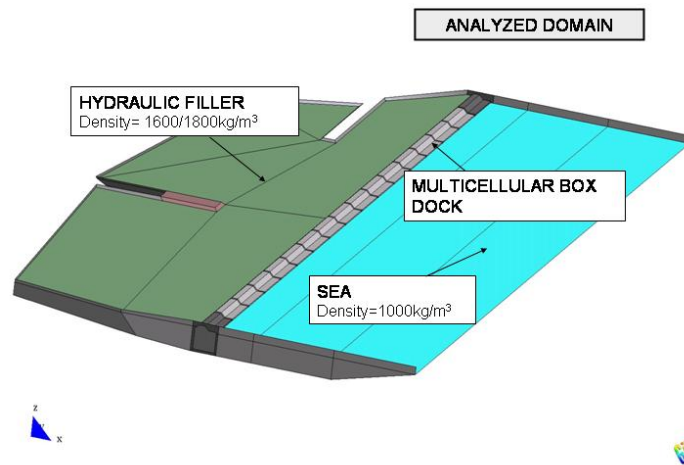 ANALYZED DOMAIN
HYDRAULIC FILLER
Density= 1600/1800kg/m³
MULTICELLULAR BOX
DOCK
SEA
Density=1000kg/m³
z
x